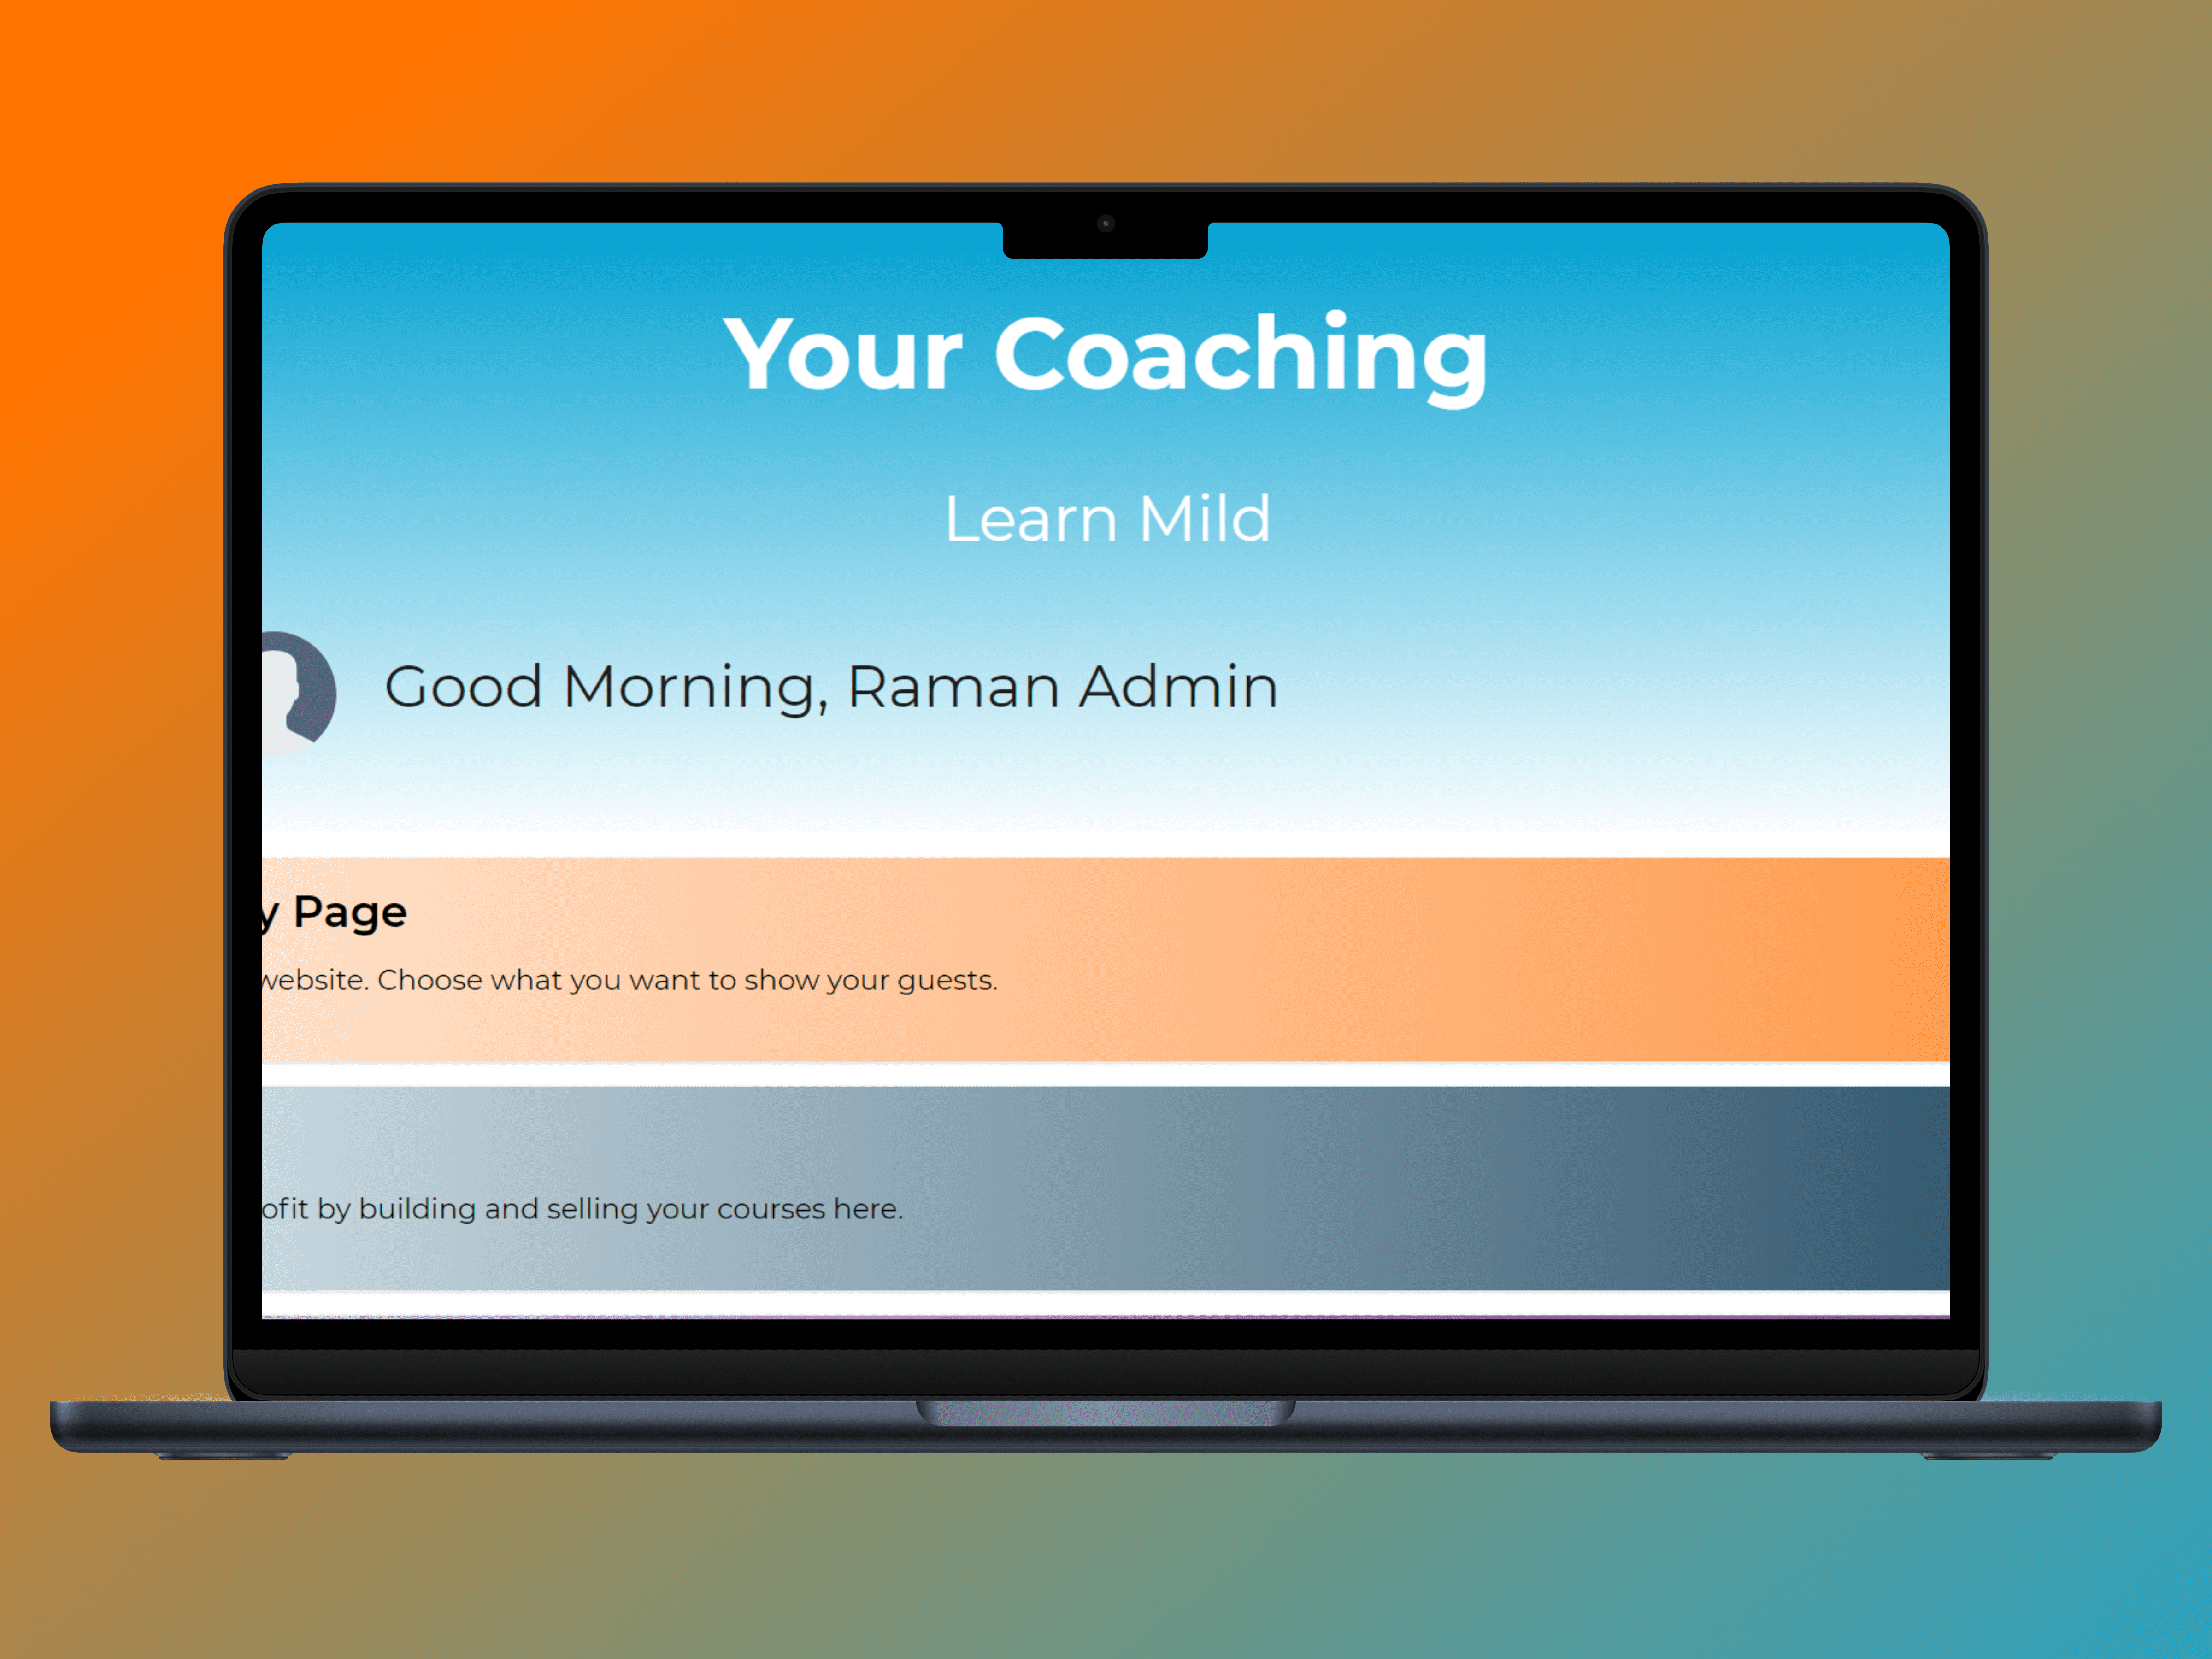 Your Coaching
Learn Mild
Good Morning, Raman Admin
y Page
website. Choose what you want to show your guests.
ofit by building and selling your courses here.